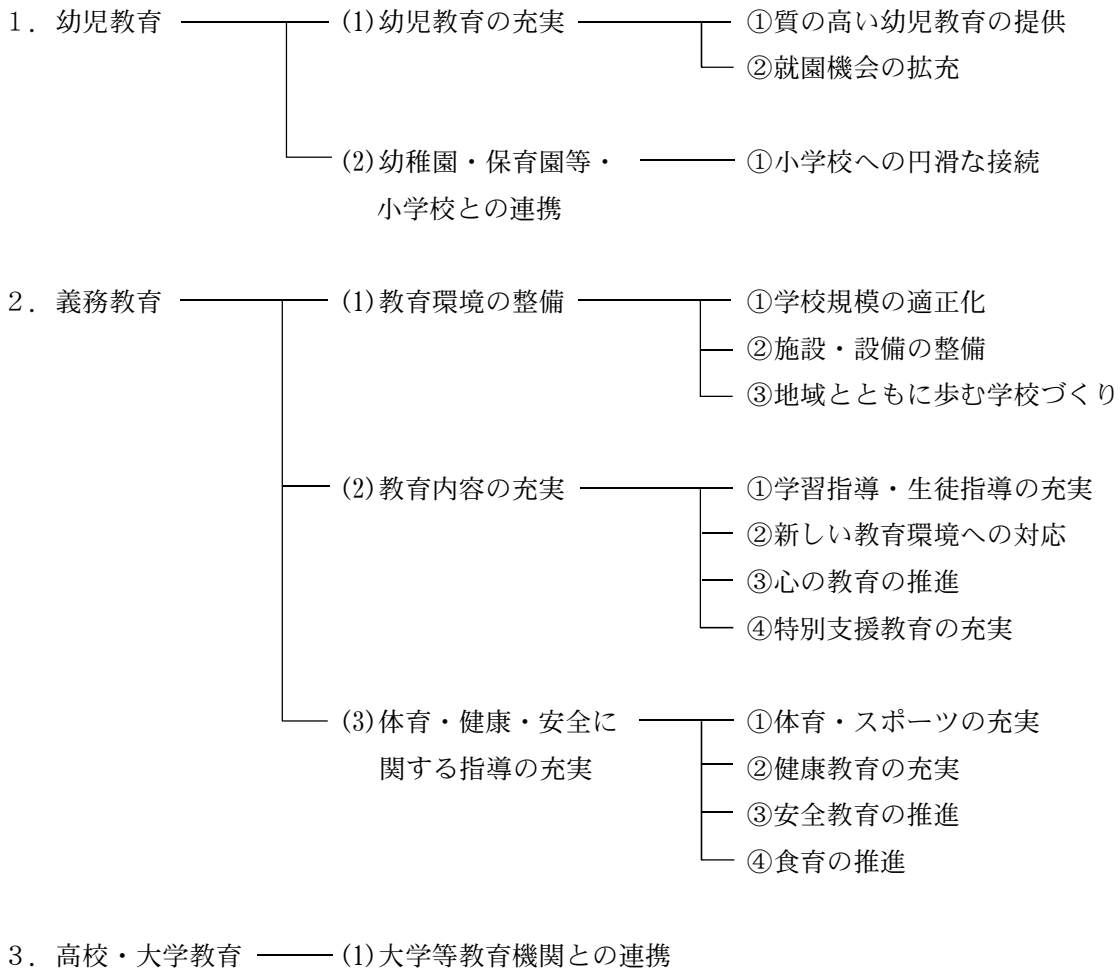 1．幼児教育 (1)幼児教育の充実 ①質の高い幼児教育の提供
②就園機会の拡充
(2)幼稚園・保育園等・ ①小学校への円滑な接続
小学校との連携
2．義務教育 (1)教育環境の整備 ①学校規模の適正化
②施設・設備の整備
③地域とともに歩む学校づくり
(2)教育内容の充実 ①学習指導・生徒指導の充実
②新しい教育環境への対応
③心の教育の推進
④特別支援教育の充実
(3)体育・健康・安全に ①体育・スポーツの充実
関する指導の充実 ②健康教育の充実
③安全教育の推進
④食育の推進
3．高校・大学教育 (1)大学等教育機関との連携